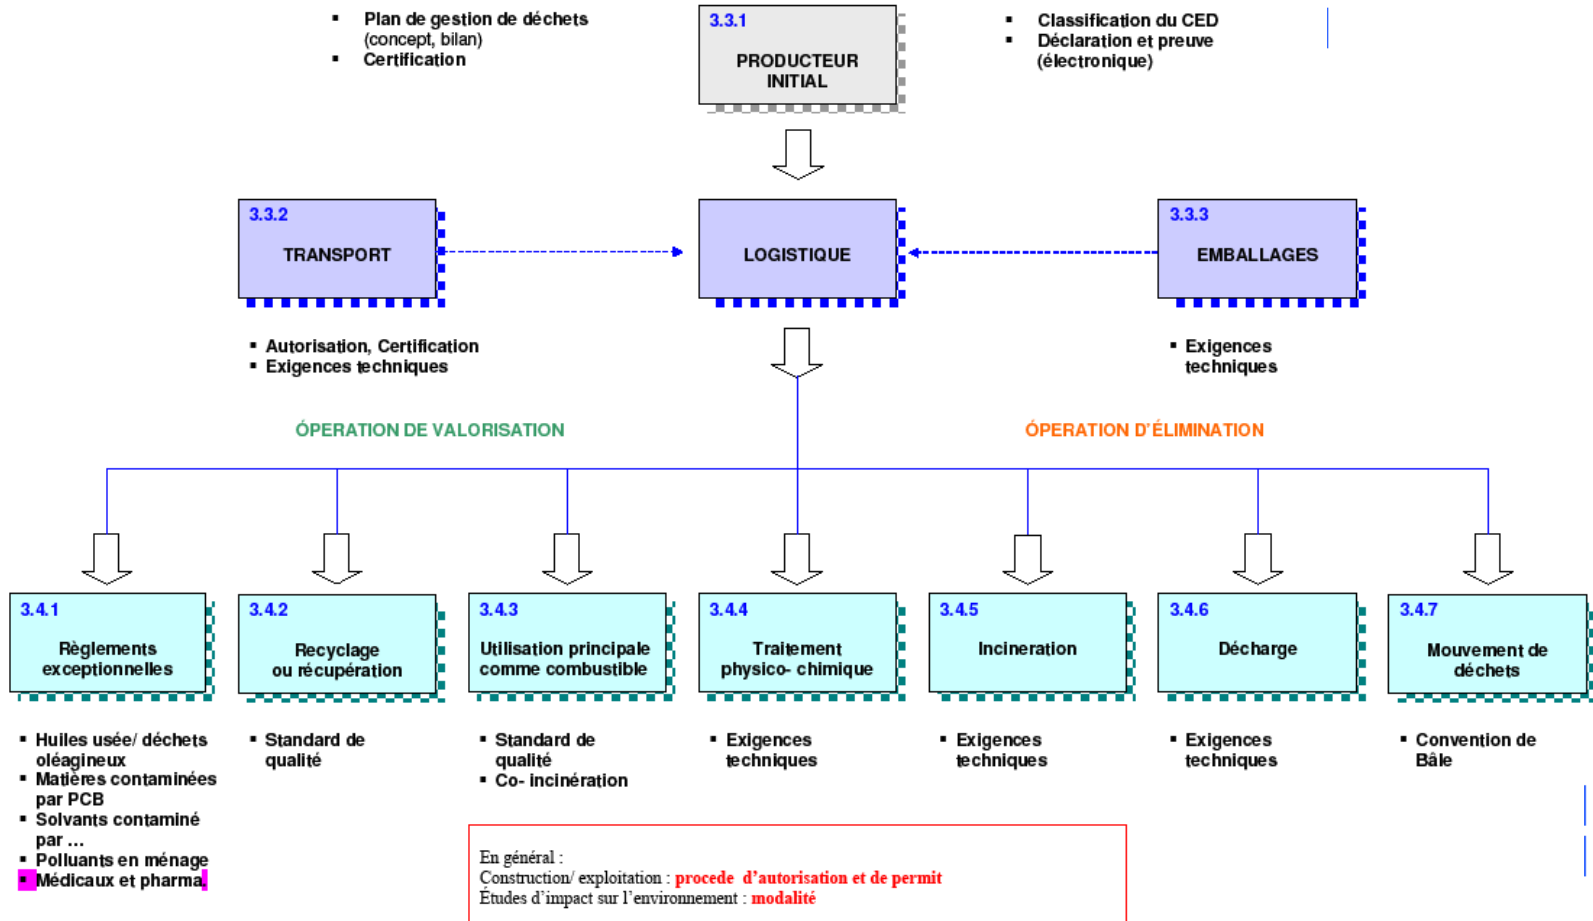 ▪ Plan de gestion de déchets
(concept, bilan)
▪ Certification
3.3.1
PRODUCTEUR
INITIAL
▪ Classification du CED
▪ Déclaration et preuve
(électronique)
3.3.2
TRANSPORT
LOGISTIQUE
3.3.3
EMBALLAGES
▪ Autorisation, Certification
▪ Exigences techniques
▪ Exigences
techniques
ÓPERATION DE VALORISATION
ÓPERATION D'ÉLIMINATION
3.4.1
Règlements
exceptionnelles
3.4.2
Recyclage
ou récupération
3.4.3
Utilisation principale
comme combustible
3.4.4
Traitement
physico- chimique
3.4.5
Incineration
3.4.6
Décharge
3.4.7
Mouvement de
déchets
▪ Huiles usée/ déchets
oléagineux
▪ Matières contaminées
par PCB
▪ Solvants contaminé
par ...
▪ Polluants en ménage
▪ Médicaux et pharma.
▪ Standard de
qualité
▪ Standard de
qualité
▪ Co- incinération
▪ Exigences
techniques
▪ Exigences
techniques
▪ Exigences
techniques
▪ Convention de
Bâle
En général :
Construction/ exploitation : procede d'autorisation et de permit
Études d'impact sur l'environnement : modalité